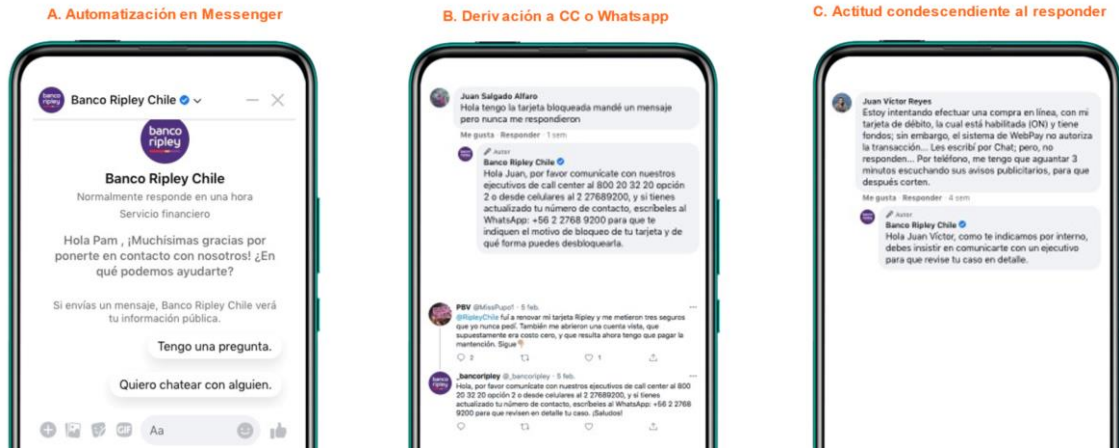 A. Automatización en Messenger
Banco Ripley Chile
banco
ripley
Banco Ripley Chile
Normalmente responde en una hora
Servicio financiero
Hola Pam , ¡Muchísimas gracias por
ponerte en contacto con nosotros! ¿En
qué podemos ayudarte?
Si envías un mensaje, Banco Ripley Chile verá
tu información pública.
Tengo una pregunta.
Quiero chatear con alguien.
GIF
Aa
B. Derivación a CC o Whatsapp
Juan Salgado Alfaro
Hola tengo la tarjeta bloqueada mandé un mensaje
pero nunca me respondieron
Me gusta Responder 1 sem
Autor
Banco Ripley Chile
Hola Juan, por favor comunícate con nuestros
ejecutivos de call center al 800 20 32 20 opción
2 o desde celulares al 2 27689200, y si tienes
actualizado tu número de contacto, escríbeles al
WhatsApp: +56 2 2768 9200 para que te
indiquen el motivo de bloqueo de tu tarjeta y de
qué forma puedes desbloquearla.
PBV @MissPupo1 · 5 feb.
@RipleyChile fui a renovar mi tarjeta Ripley y me metieron tres seguros
que yo nunca pedí. También me abrieron una cuenta vista, que
supuestamente era costo cero, y que resulta ahora tengo que pagar la
mantención. Sigue
2
1
_bancoripley @_bancoripley · 5 feb.
Hola, por favor comunícate con nuestros ejecutivos de call center al 800
20 32 20 opción 2 o desde celulares al 2 27689200, y si tienes
actualizado tu número de contacto, escríbeles al WhatsApp: +56 2 2768
9200 para que revisen en detalle tu caso. ¡Saludos!
C. Actitud condescendiente al responder
Juan Víctor Reyes
Estoy intentando efectuar una compra en línea, con mi
tarjeta de débito, la cual está habilitada (ON) y tiene
fondos; sin embargo, el sistema de WebPay no autoriza
la transacción... Les escribí por Chat; pero, no
responden... Por teléfono, me tengo que aguantar 3
minutos escuchando sus avisos publicitarios, para que
después corten.
Me gusta Responder 4 sem
Autor
Banco Ripley Chile
Hola Juan Víctor, como te indicamos por interno,
debes insistir en comunicarte con un ejecutivo
para que revise tu caso en detalle.